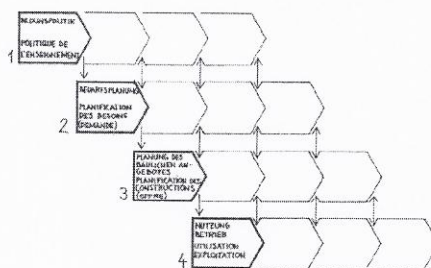 BILDUNGSPOLITIK
POLITIQUE DE
L'ENSEIGNEMENT
1
BEDARFSPLANUNG
PLANIFICATION
DES BESOINS
(DEMANDE)
2
PLANUNG DES
BAULICHEN AN-
GEBOTES
PLANIFICATION DES
CONSTRUCTIONS
(OFFRE)
3
NUTZUNG
BETRIEB
UTILISATION
EXPLOITATION
4